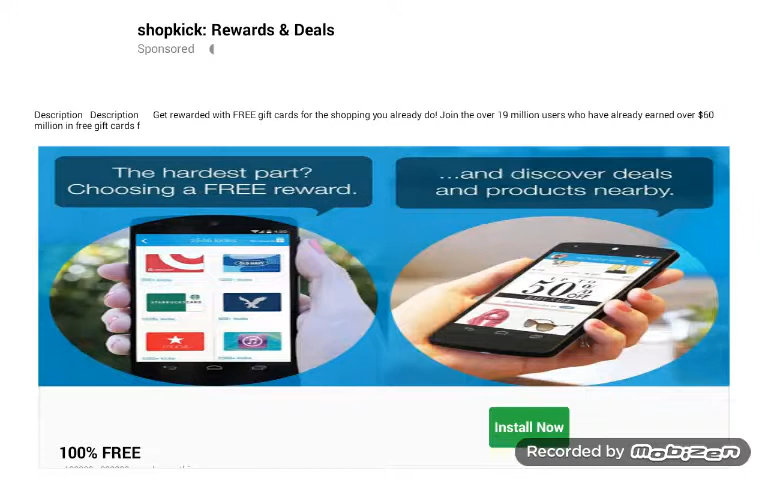 shopkick: Rewards & Deals
Sponsored
Description Description Get rewarded with FREE gift cards for the shopping you already do! Join the over 19 million users who have already earned over $60
million in free gift cards f
The hardest part?
Choosing a FREE reward.
...and discover deals
and products nearby.
50%
OFF
Install Now
100% FREE
Recorded by mobizen